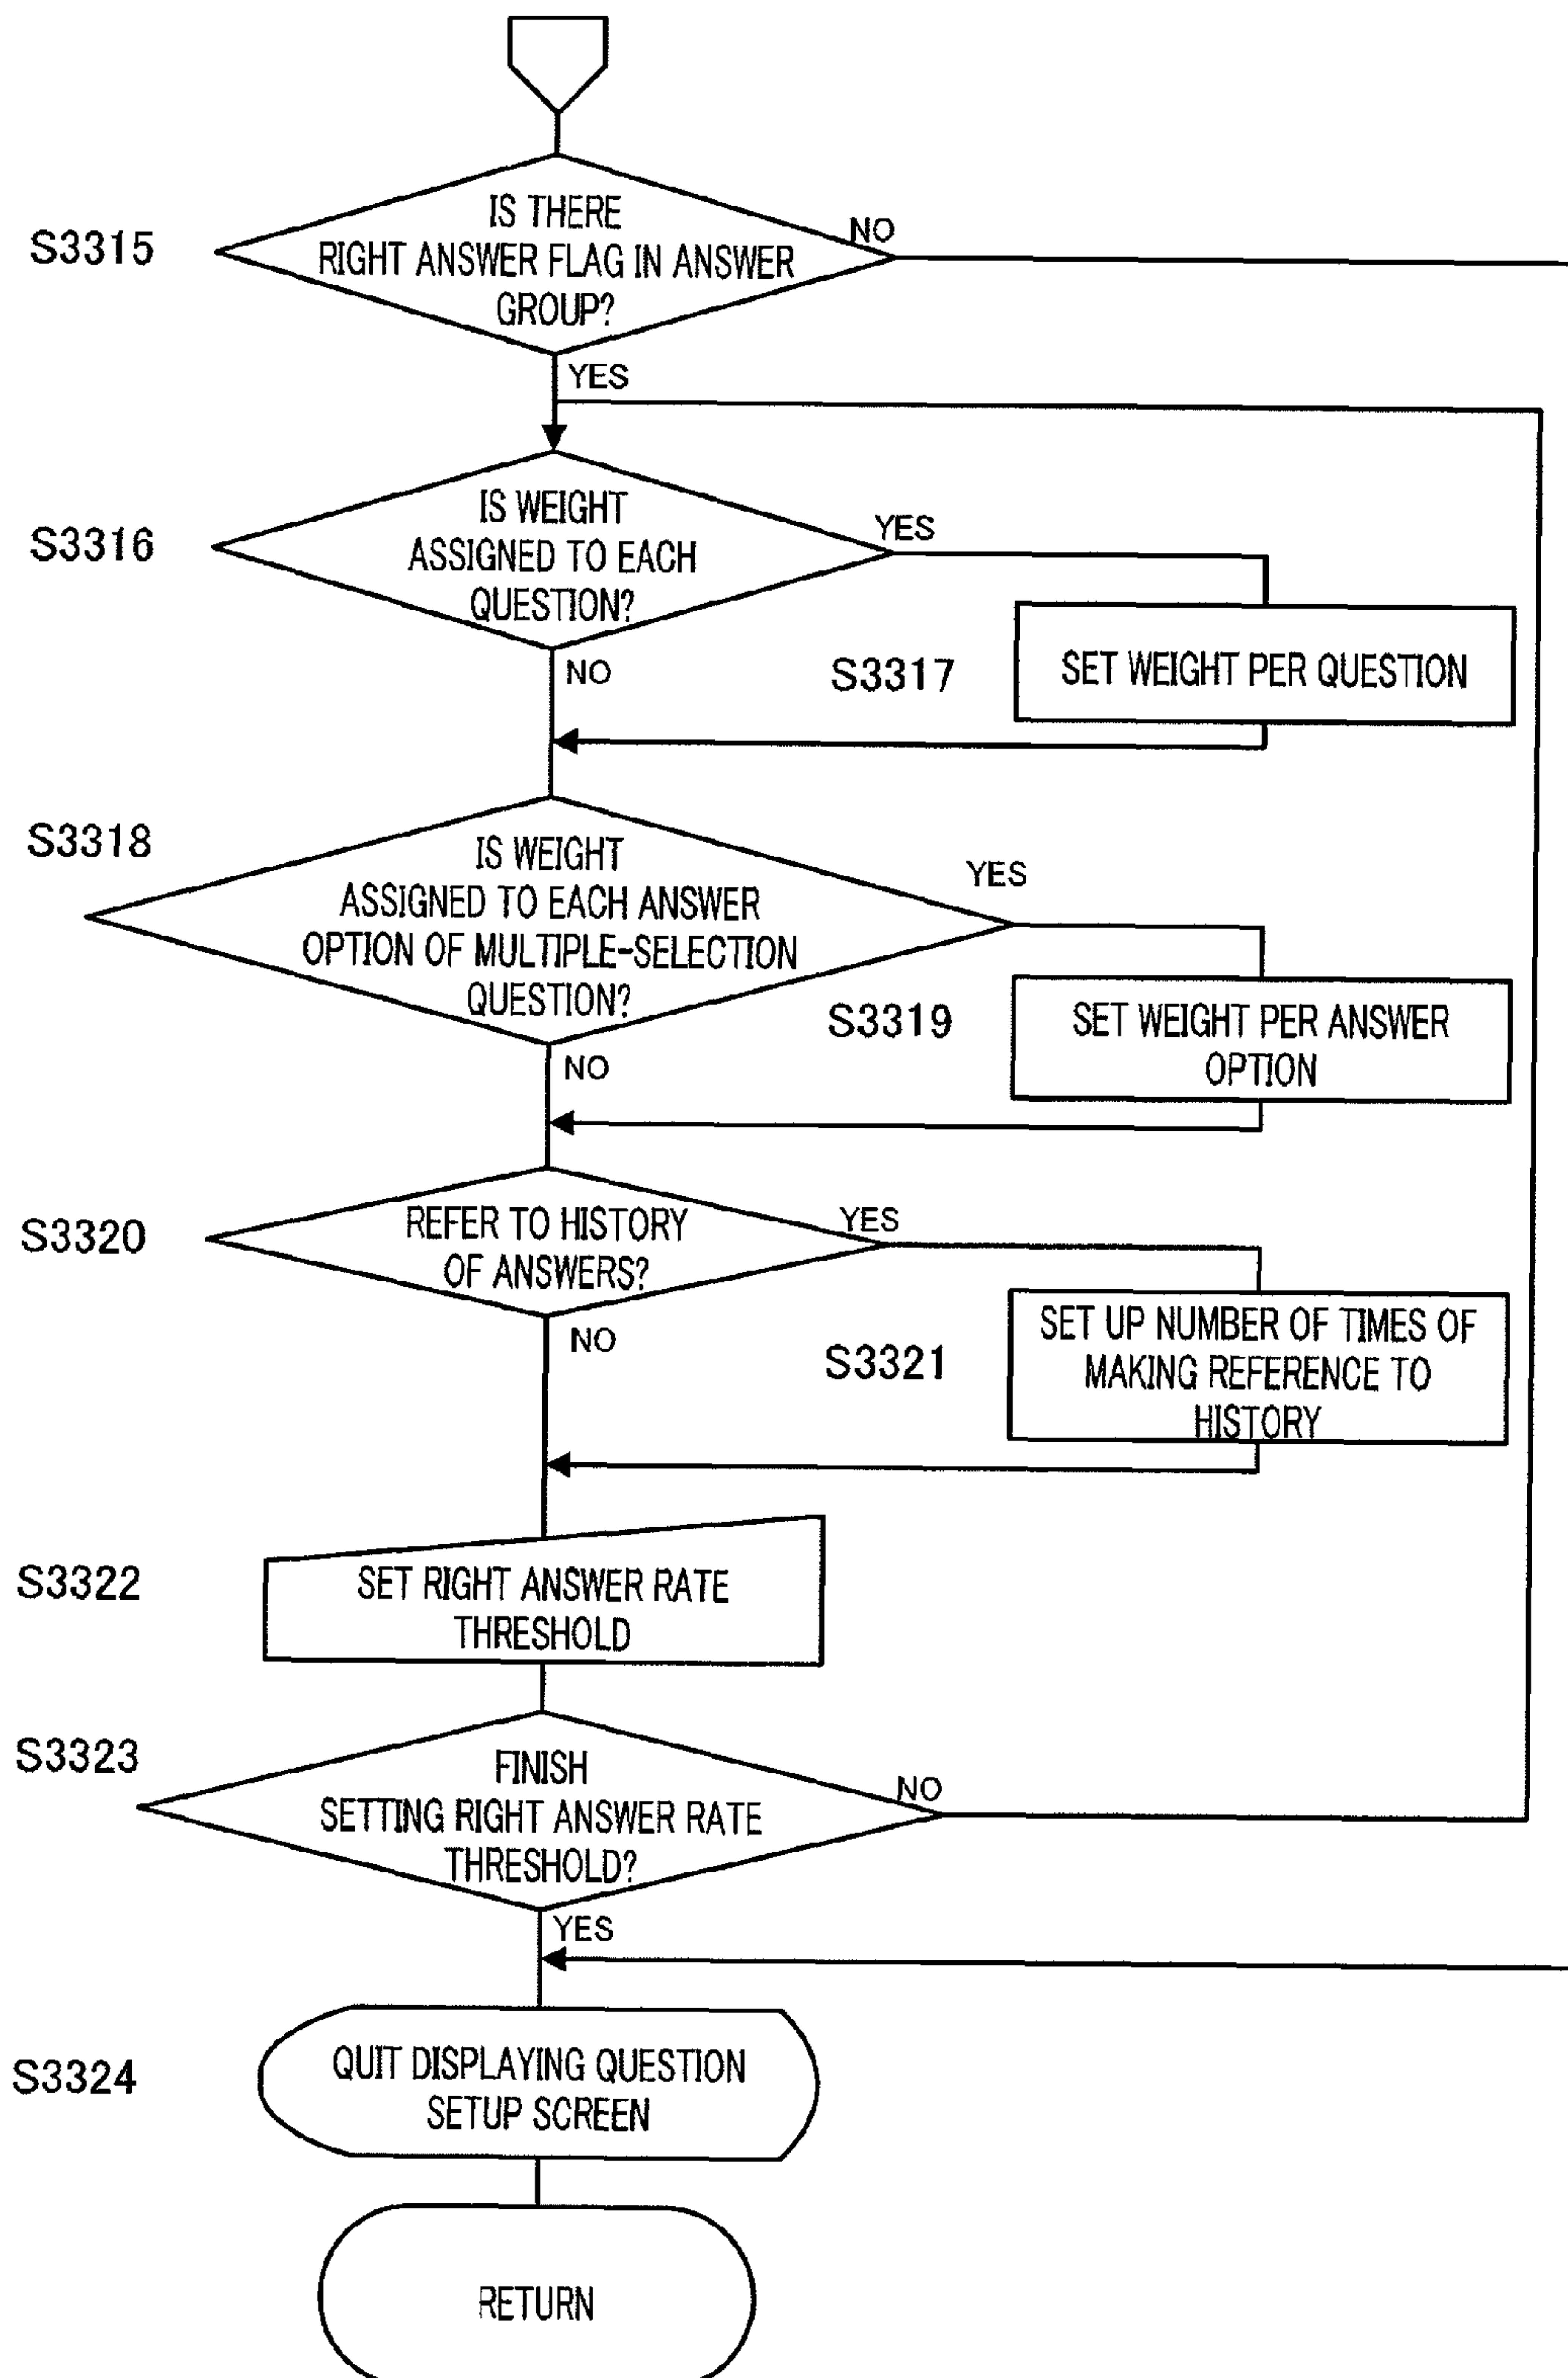 S3315
IS THERE
RIGHT ANSWER FLAG IN ANSWER
GROUP?
NO
YES
S3316
IS WEIGHT
ASSIGNED TO EACH
QUESTION?
YES
NO
S3317
SET WEIGHT PER QUESTION
S3318
IS WEIGHT
ASSIGNED TO EACH ANSWER
OPTION OF MULTIPLE-SELECTION
QUESTION?
YES
NO
S3319
SET WEIGHT PER ANSWER
OPTION
S3320
REFER TO HISTORY
OF ANSWERS?
YES
NO
S3321
SET UP NUMBER OF TIMES OF
MAKING REFERENCE TO
HISTORY
S3322
SET RIGHT ANSWER RATE
THRESHOLD
S3323
FINISH
SETTING RIGHT ANSWER RATE
THRESHOLD?
NO
YES
S3324
QUIT DISPLAYING QUESTION
SETUP SCREEN
RETURN